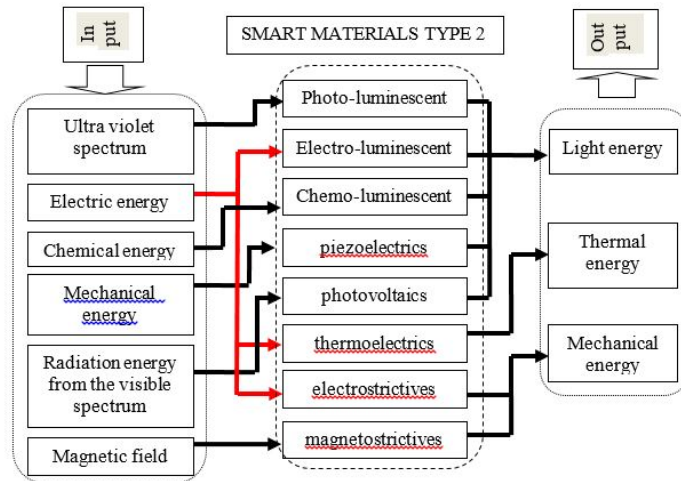 In
put
SMART MATERIALS TYPE 2
Out
put
Ultra violet
spectrum
Electric energy
Chemical energy
Mechanical
energy
Radiation energy
from the visible
spectrum
Magnetic field
Photo-luminescent
Electro-luminescent
Chemo-luminescent
piezoelectrics
photovoltaics
thermoelectrics
electrostrictives
magnetostrictives
Light energy
Thermal
energy
Mechanical
energy